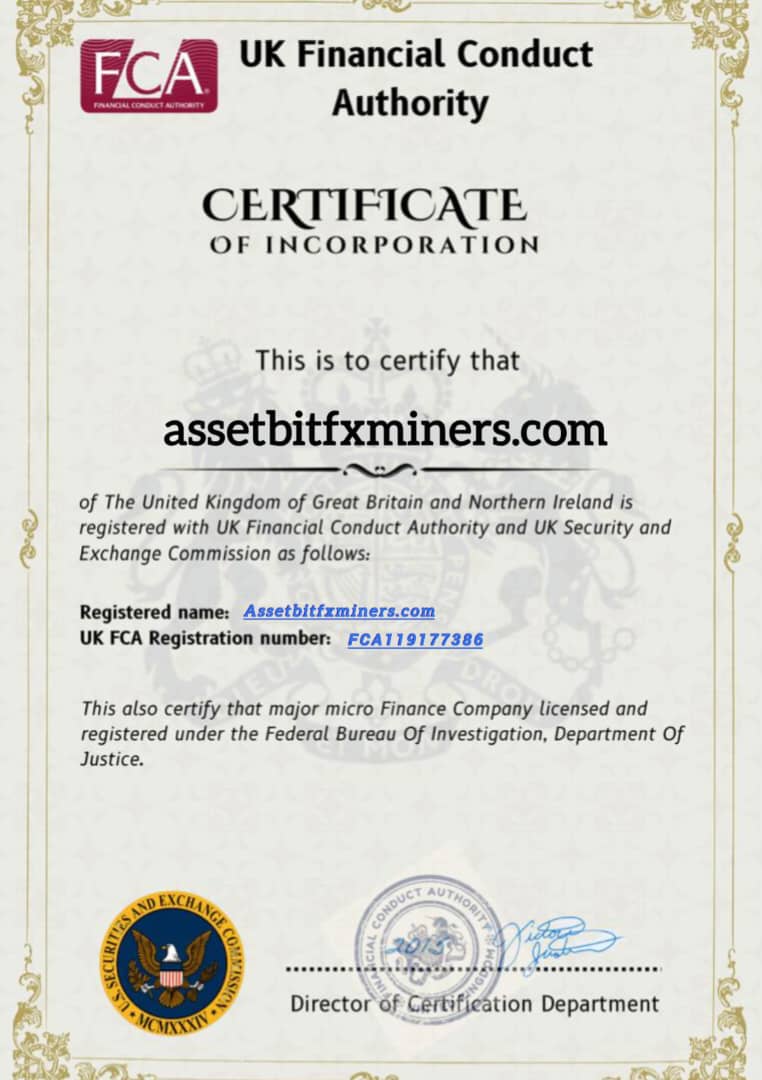 FCA
FINANCIAL CONDUCT AUTHORITY
UK Financial Conduct
Authority
CERTIFICATE
OF INCORPORATION
This is to certify that
assetbitfxminers.com
of The United Kingdom of Great Britain and Northern Ireland is
registered with UK Financial Conduct Authority and UK Security and
Exchange Commission as follows:
Registered name: Assetbitfxminers.com
UK FCA Registration number: FCA119177386
This also certify that major micro Finance Company licensed and
registered under the Federal Bureau Of Investigation, Department Of
Justice.
U.S. SECURITIES AND EXCHANGE COMMISSION
MCMXXXIV
FINANCIAL CONDUCT AUTHORITY
2015
Director of Certification Department